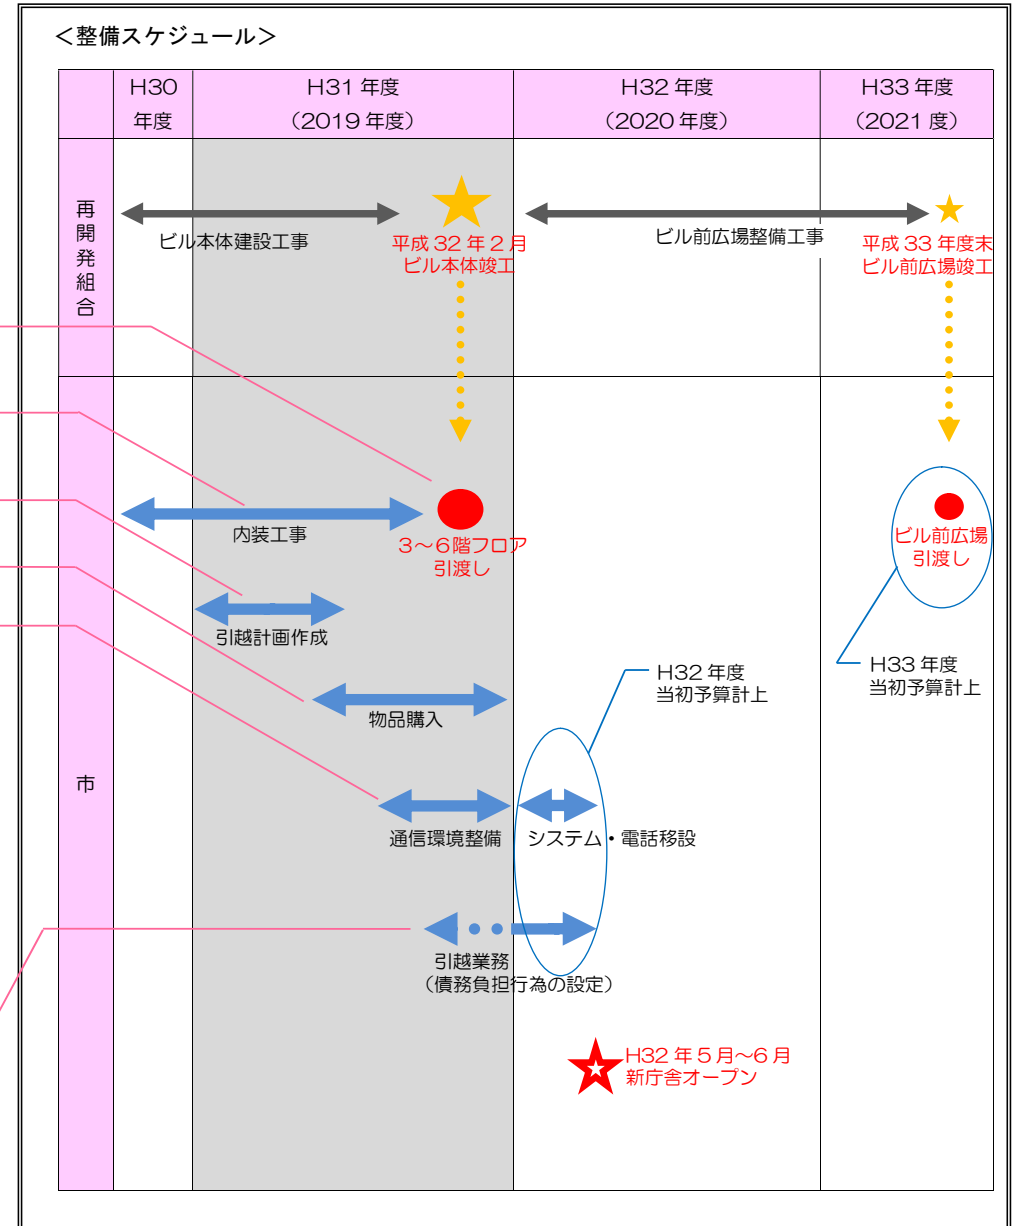 ＜整備スケジュール＞
H30
年度
H31 年度
（2019 年度）
H32 年度
（2020 年度）
H33 年度
（2021 度）
再開発組合
ビル本体建設工事
平成 32 年 2 月
ビル本体竣工
ビル前広場整備工事
平成 33 年度末
ビル前広場竣工
市
内装工事
3～6階フロア
引渡し
ビル前広場
引渡し
引越計画作成
H32 年度
当初予算計上
H33 年度
当初予算計上
物品購入
通信環境整備
システム・電話移設
引越業務
（債務負担行為の設定）
H32 年 5 月～6 月
新庁舎オープン